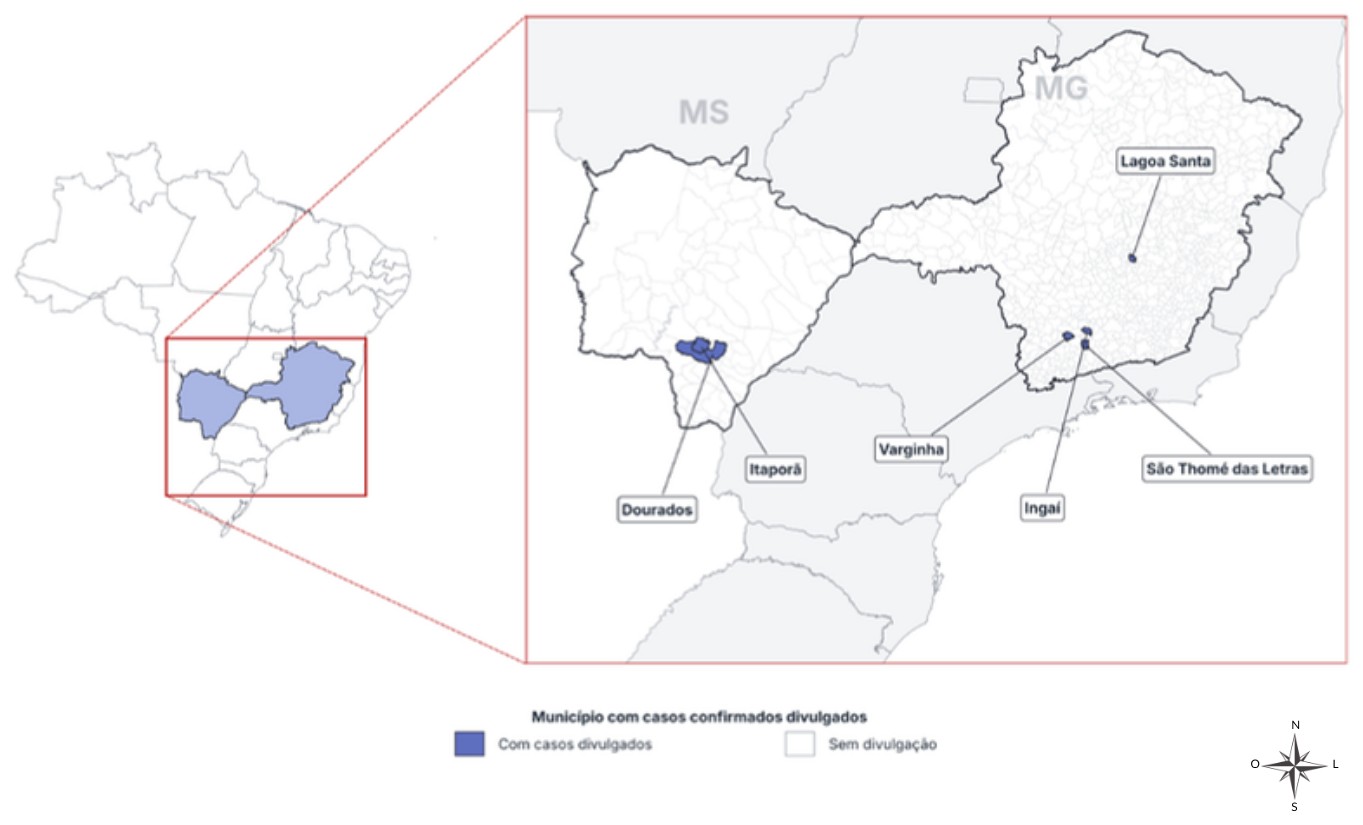 MG
MS
Lagoa Santa
Varginha
Itaporã
São Thomé das Letras
Dourados
Ingaí
Município com casos confirmados divulgados
Com casos divulgados
Sem divulgação
N
O
L
S